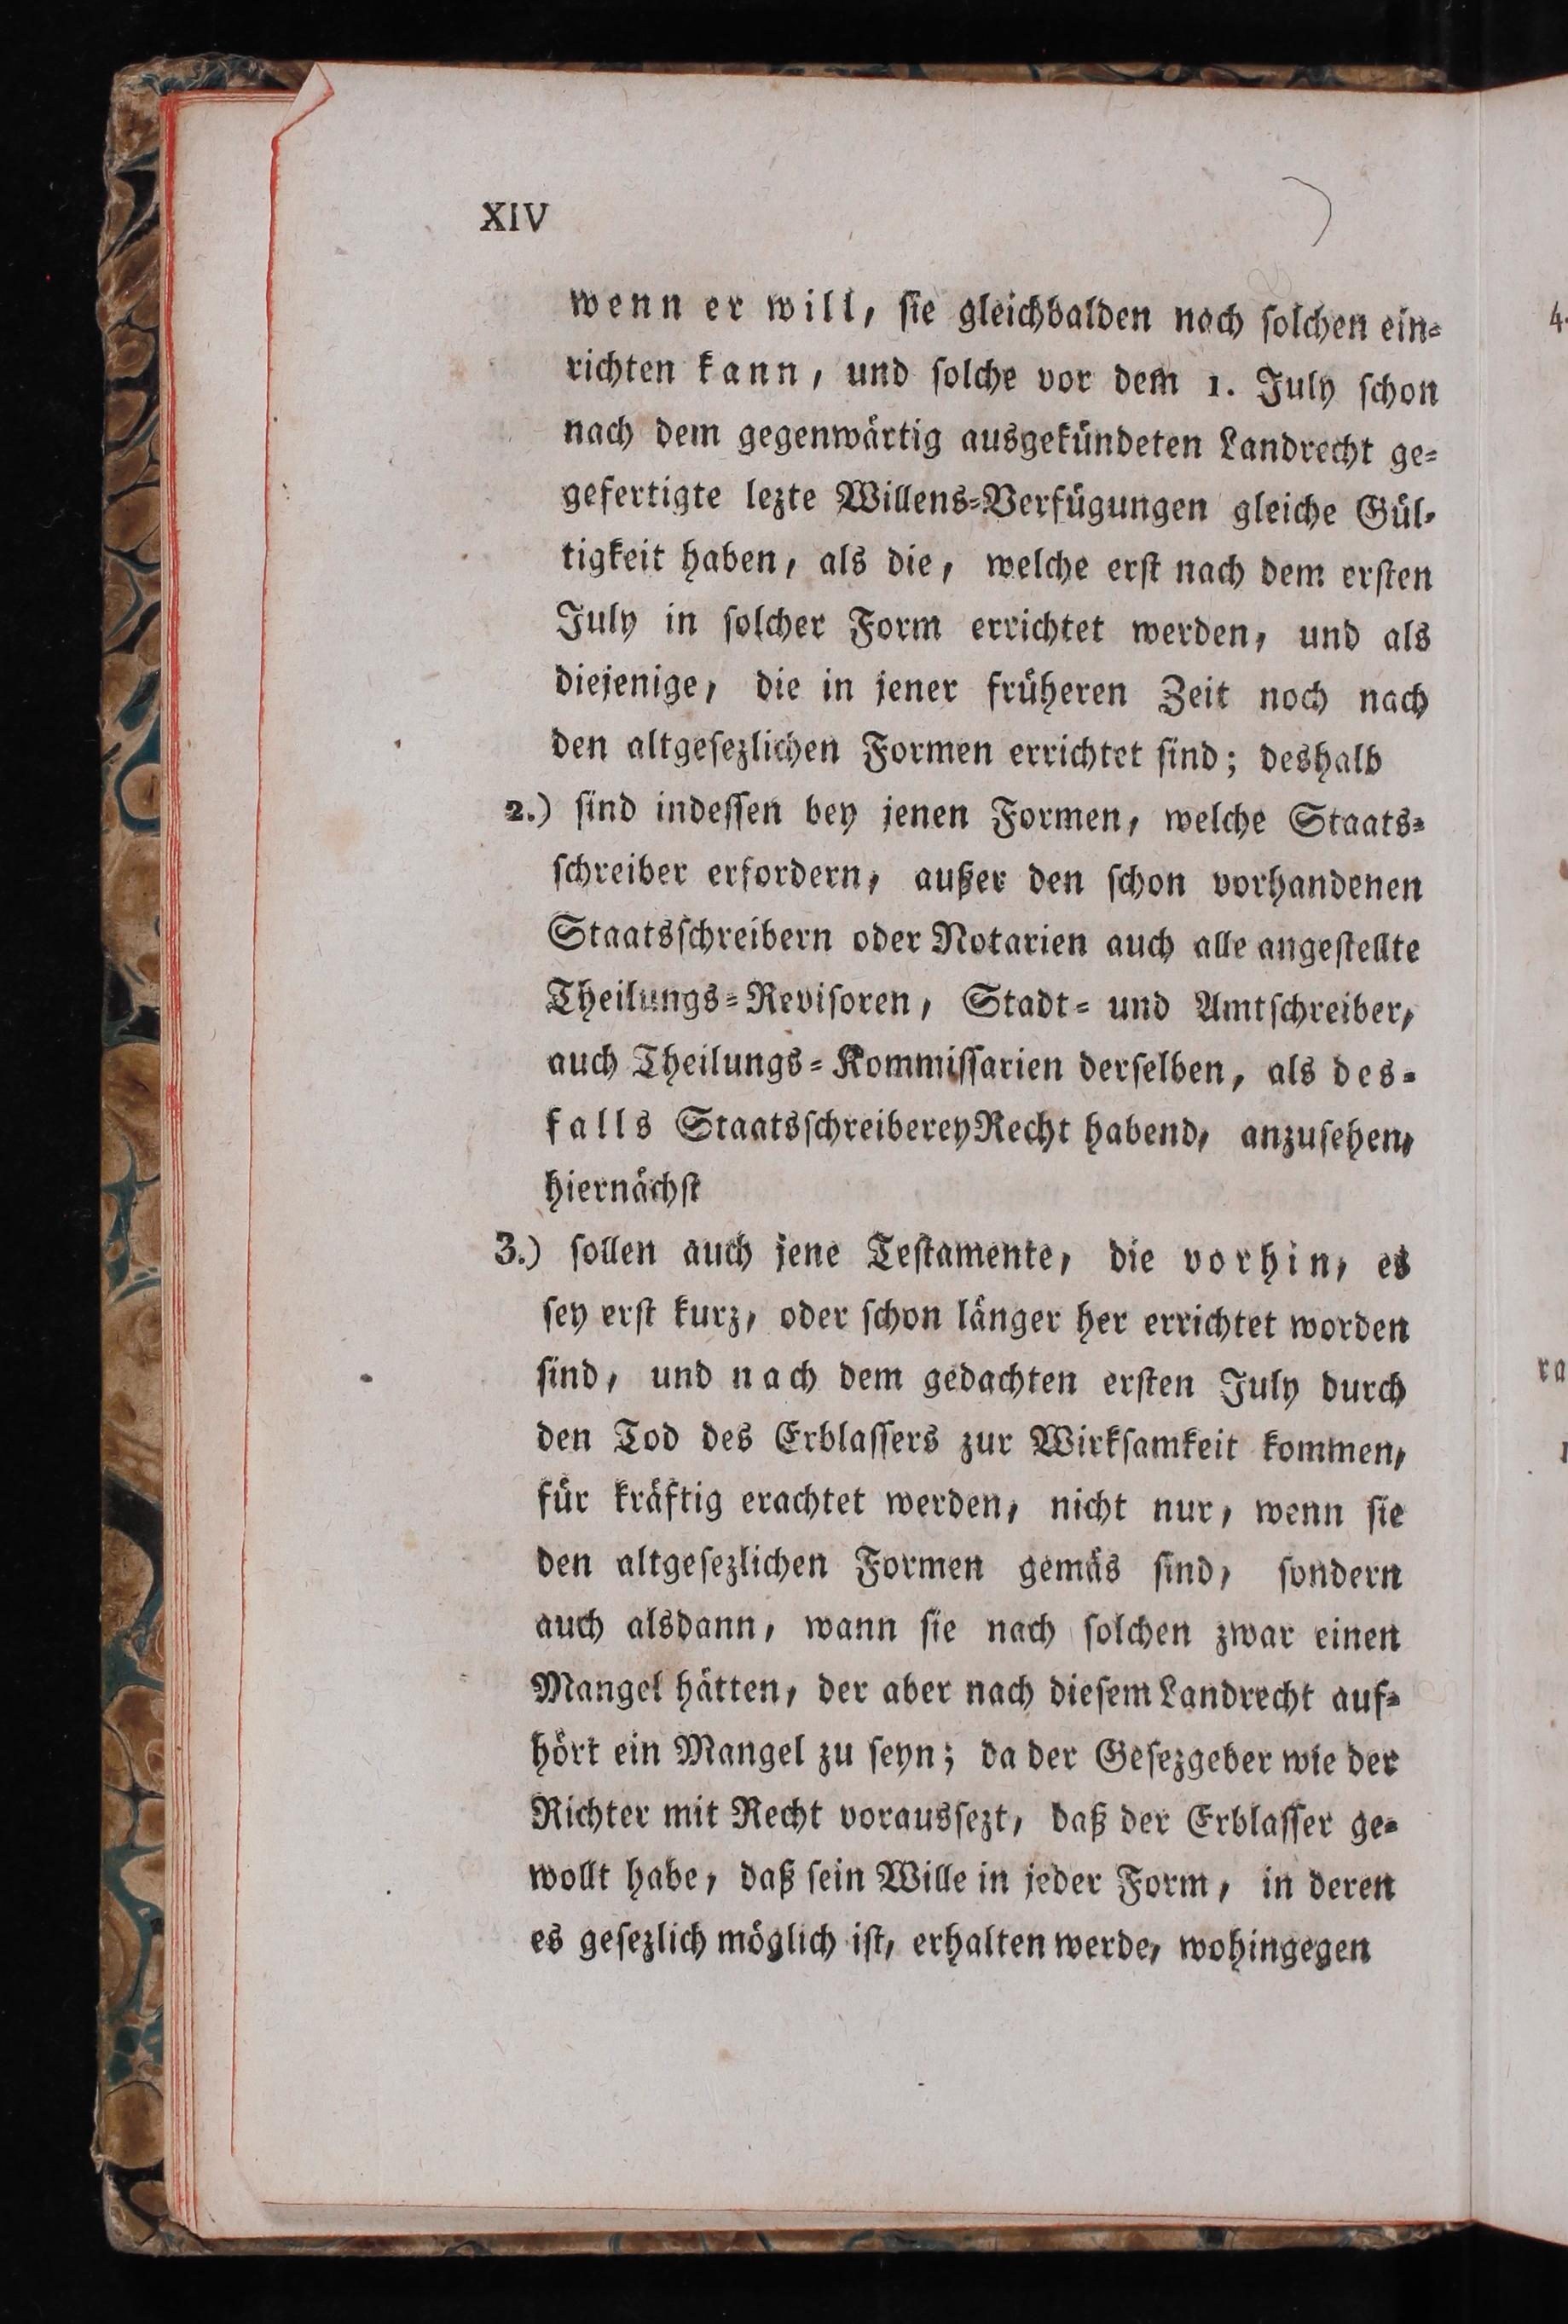 XIV
wenn er will, sie gleichbalden nach solchen ein-
richten kann, und solche vor dem 1. July schon
nach dem gegenwärtig ausgekündeten Landrecht ge-
gefertigte lezte Willens-Verfügungen gleiche Gül-
tigkeit haben, als die, welche erst nach dem ersten
July in solcher Form errichtet werden, und als
diejenige, die in jener früheren Zeit noch nach
den altgesezlichen Formen errichtet sind; deshalb
2.) sind indessen bey jenen Formen, welche Staats-
schreiber erfordern, außer den schon vorhandenen
Staatsschreibern oder Notarien auch alle angestellte
Theilungs-Revisoren, Stadt- und Amtschreiber,
auch Theilungs-Kommissarien derselben, als des-
falls StaatsschreibereyRecht habend, anzusehen,
hiernächst
3.) sollen auch jene Testamente, die vorhin, es
sey erst kurz, oder schon länger her errichtet worden
sind, und nach dem gedachten ersten July durch
den Tod des Erblassers zur Wirksamkeit kommen,
für kräftig erachtet werden, nicht nur, wenn sie
den altgesezlichen Formen gemäs sind, sondern
auch alsdann, wann sie nach solchen zwar einen
Mangel hätten, der aber nach diesem Landrecht auf-
hört ein Mangel zu seyn; da der Gesezgeber wie der
Richter mit Recht voraussezt, daß der Erblasser ge-
wollt habe, daß sein Wille in jeder Form, in deren
es gesezlich möglich ist, erhalten werde, wohingegen
4.
ra